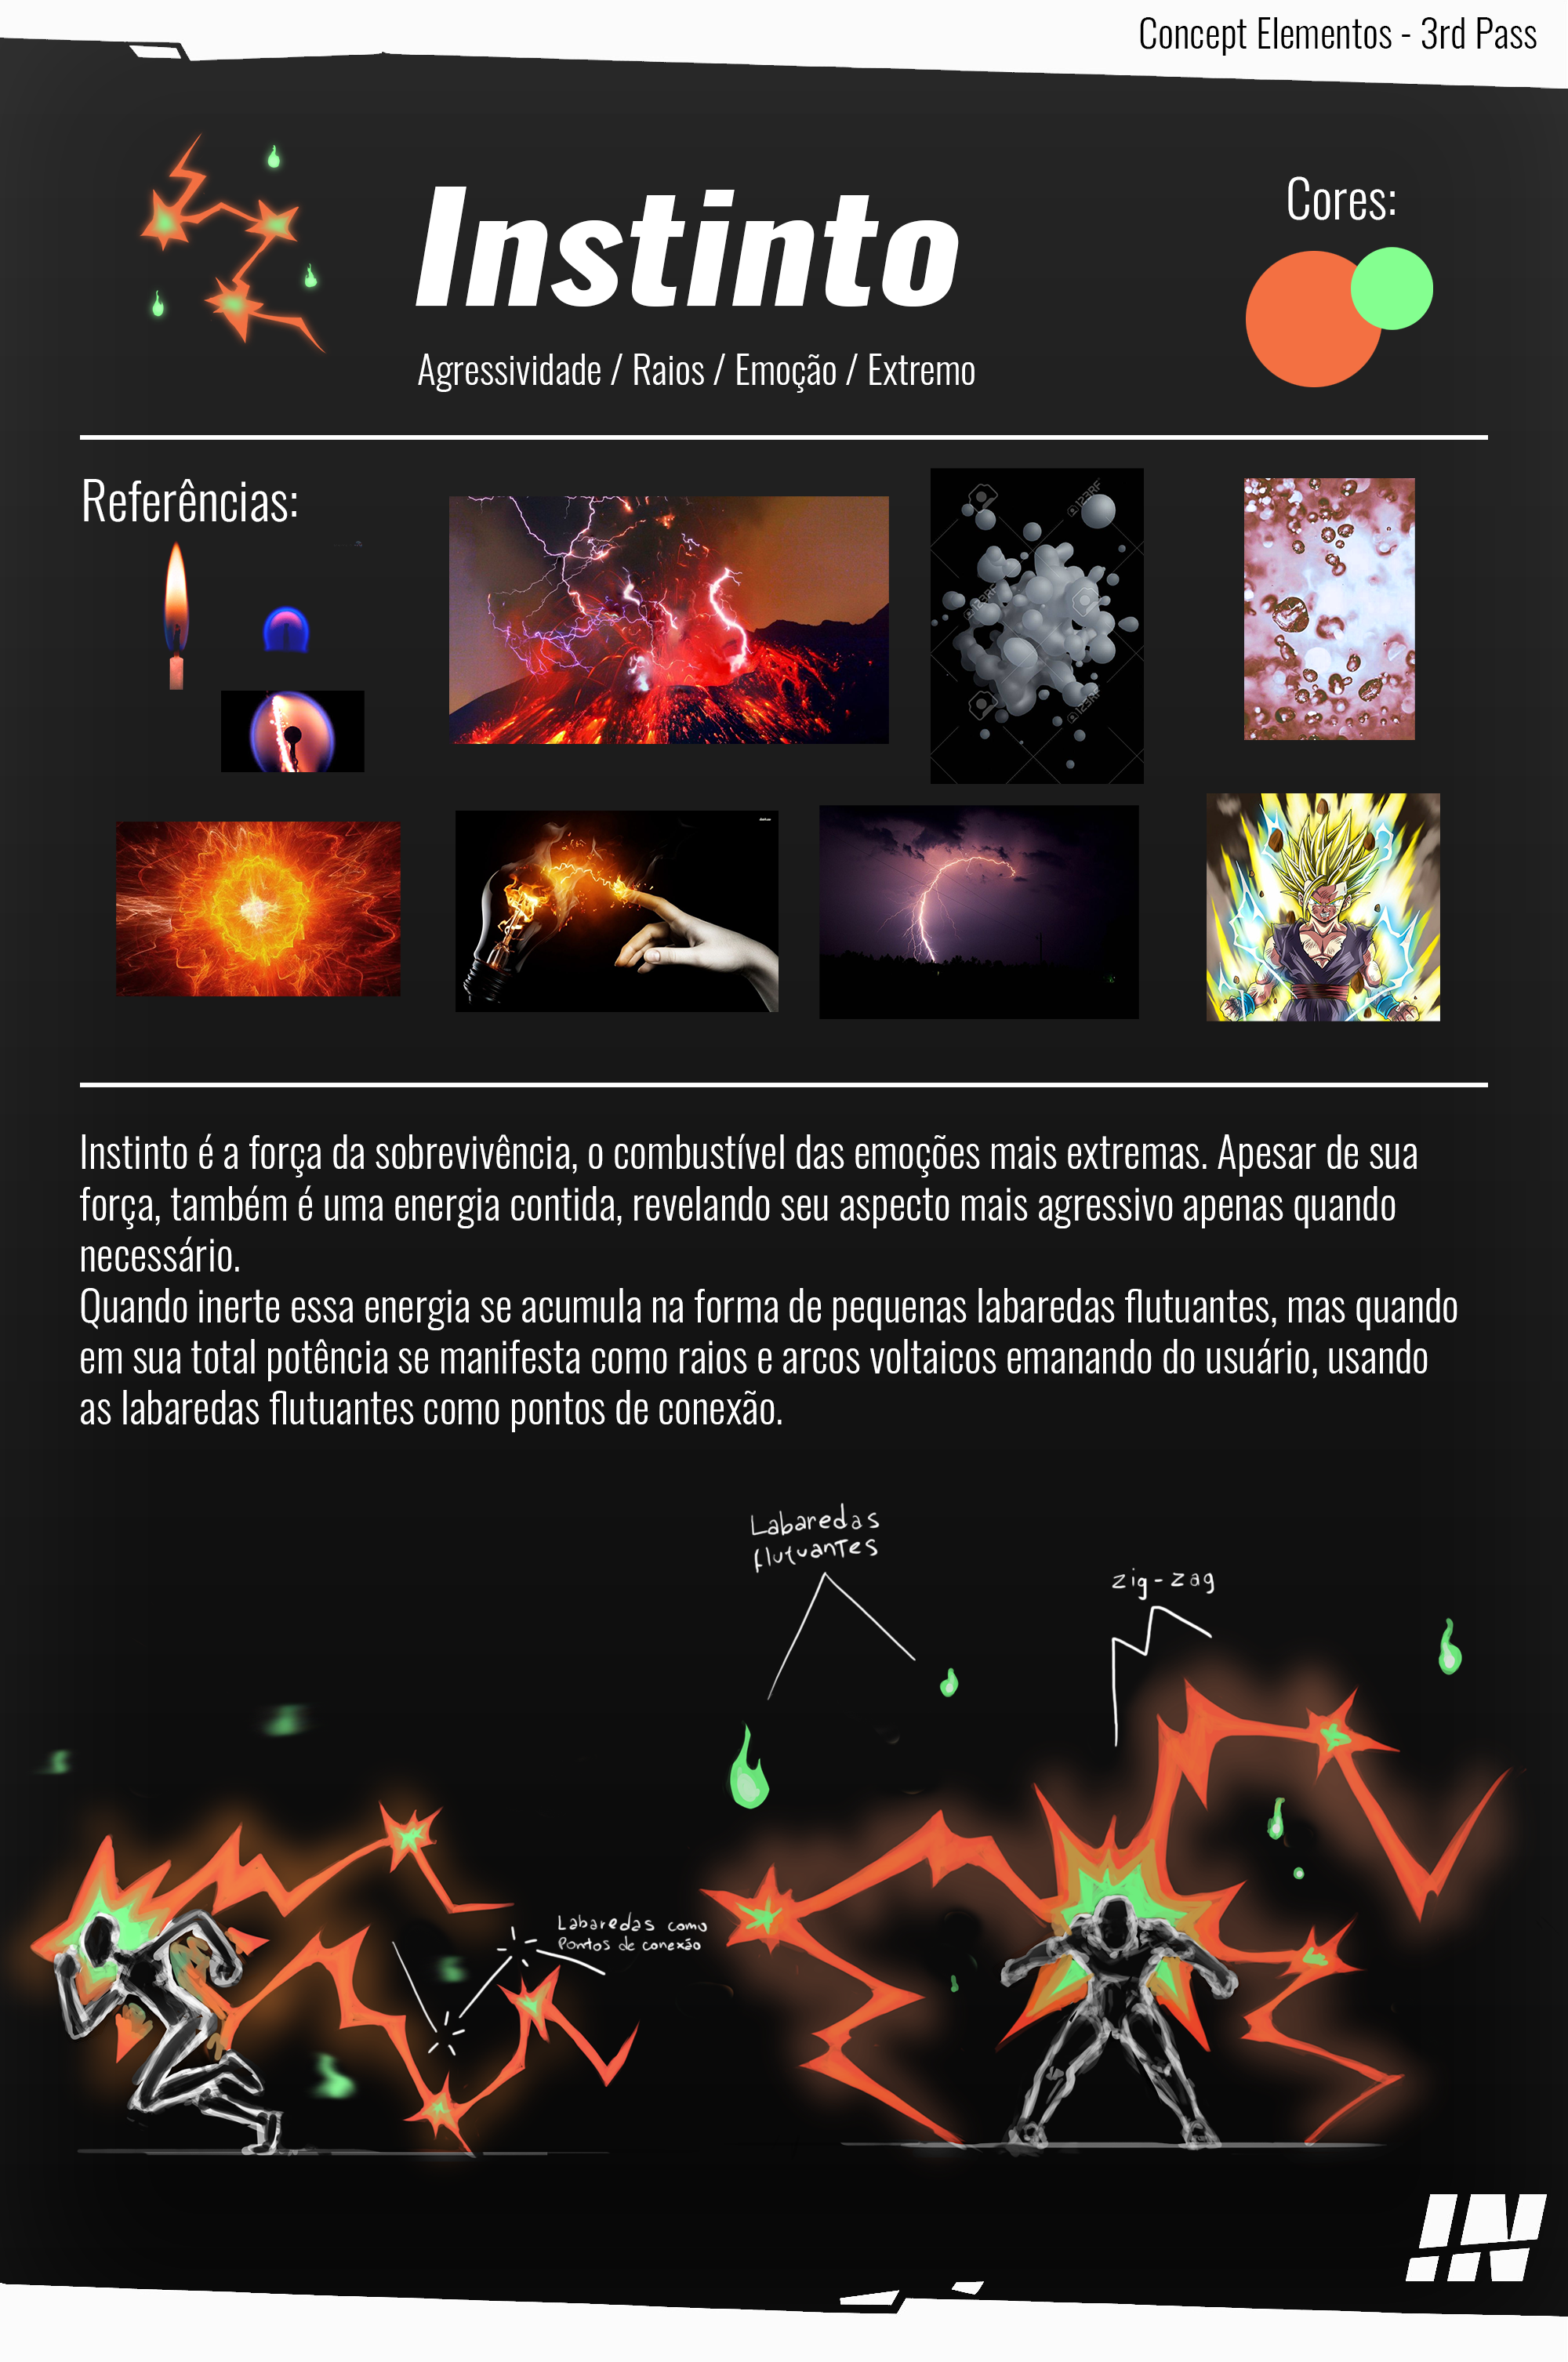 Concept Elementos - 3rd Pass
Instinto
Cores:
Agressividade / Raios / Emoção / Extremo
Referências:
123RF
123RF
123RF
Instinto é a força da sobrevivência, o combustível das emoções mais extremas. Apesar de sua
força, também é uma energia contida, revelando seu aspecto mais agressivo apenas quando
necessário.
Quando inerte essa energia se acumula na forma de pequenas labaredas flutuantes, mas quando
em sua total potência se manifesta como raios e arcos voltaicos emanando do usuário, usando
as labaredas flutuantes como pontos de conexão.
Labaredas
flutuantes
zig-zag
Labaredas como
Pontos de conexão
IN